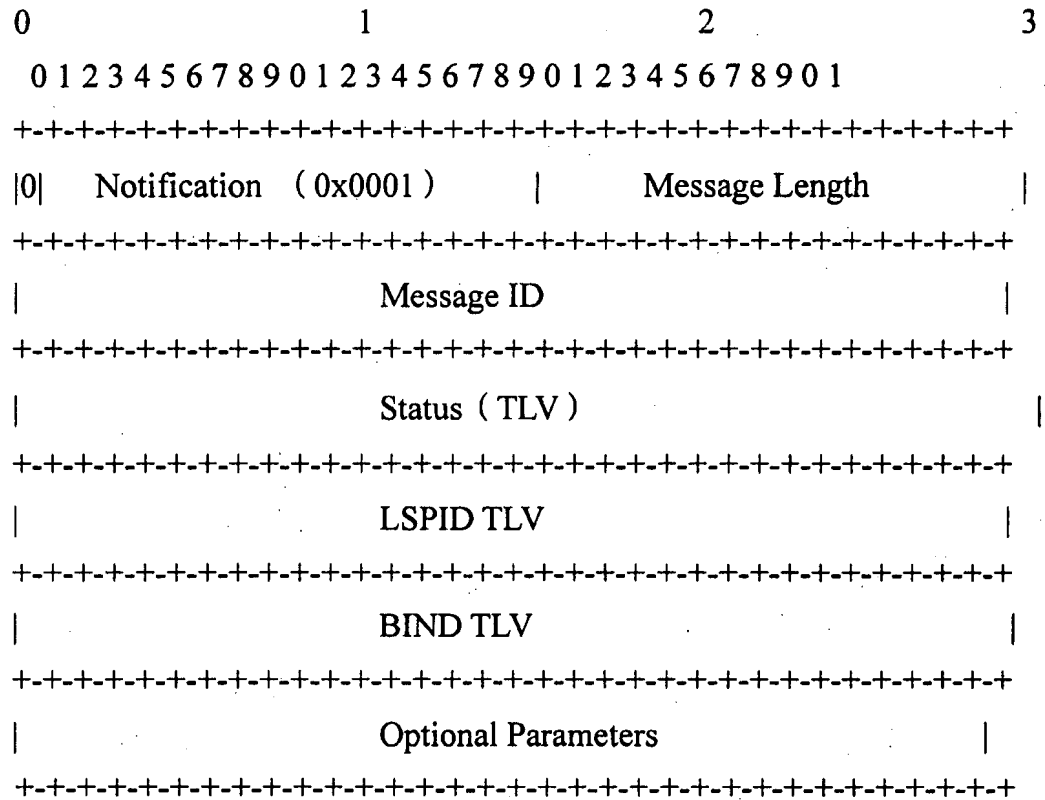 0 1 2 3
0 1 2 3 4 5 6 7 8 9 0 1 2 3 4 5 6 7 8 9 0 1 2 3 4 5 6 7 8 9 0 1
+-+-+-+-+-+-+-+-+-+-+-+-+-+-+-+-+-+-+-+-+-+-+-+-+-+-+-+-+-+-+-+-+
|0| Notification ( 0x0001 ) | Message Length |
+-+-+-+-+-+-+-+-+-+-+-+-+-+-+-+-+-+-+-+-+-+-+-+-+-+-+-+-+-+-+-+-+
| Message ID |
+-+-+-+-+-+-+-+-+-+-+-+-+-+-+-+-+-+-+-+-+-+-+-+-+-+-+-+-+-+-+-+-+
| Status ( TLV ) |
+-+-+-+-+-+-+-+-+-+-+-+-+-+-+-+-+-+-+-+-+-+-+-+-+-+-+-+-+-+-+-+-+
| LSPID TLV |
+-+-+-+-+-+-+-+-+-+-+-+-+-+-+-+-+-+-+-+-+-+-+-+-+-+-+-+-+-+-+-+-+
| BIND TLV |
+-+-+-+-+-+-+-+-+-+-+-+-+-+-+-+-+-+-+-+-+-+-+-+-+-+-+-+-+-+-+-+-+
| Optional Parameters |
+-+-+-+-+-+-+-+-+-+-+-+-+-+-+-+-+-+-+-+-+-+-+-+-+-+-+-+-+-+-+-+-+